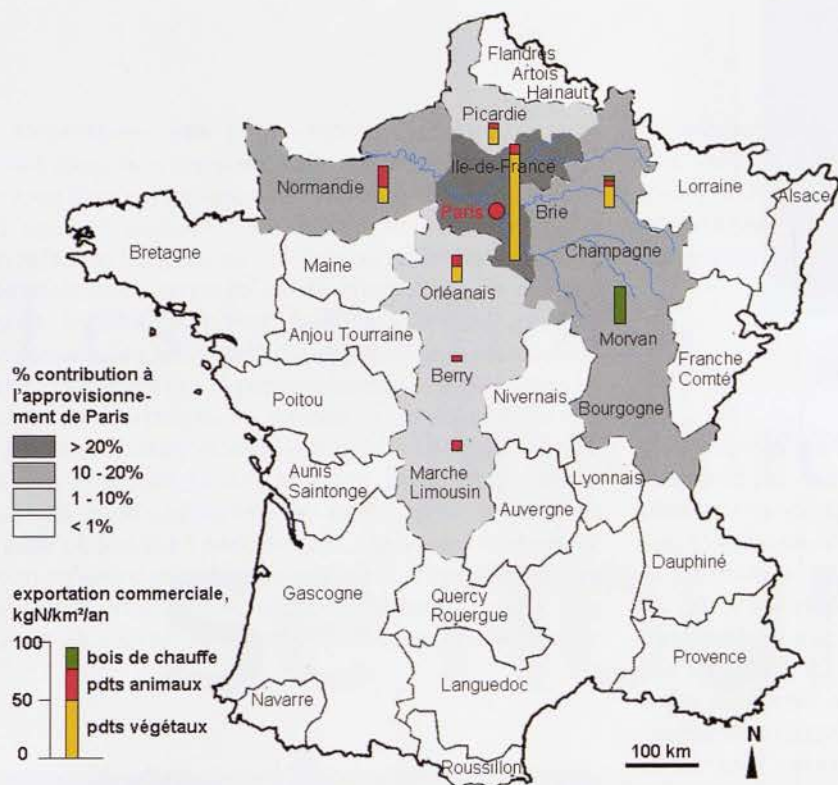 Flandres
Artois
Hainaut
Picardie
Ile-de-France
Normandie
Paris
Brie
Lorraine
Alsace
Champagne
Bretagne
Maine
Orléanais
Morvan
Anjou Tourraine
Franche
Comté
Berry
Nivernais
Poitou
Bourgogne
Aunis
Saintonge
Marche
Limousin
Lyonnais
Auvergne
Dauphiné
Gascogne
Quercy
Rouergue
Provence
Languedoc
Navarre
Roussillon
% contribution à
l'approvisionne-
ment de Paris
> 20%
10 - 20%
1 - 10%
< 1%
exportation commerciale,
kgN/km²/an
100
50
0
bois de chauffe
pdts animaux
pdts végétaux
100 km
N